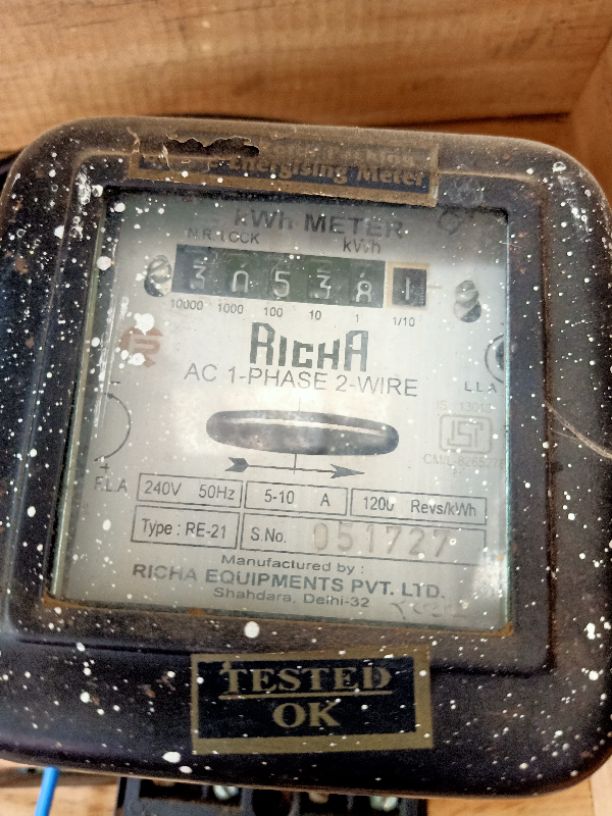 Energising Meter
kWh METER
kWh
3 0 5 3 8 1
10000 1000 100 10 1 1/10
RICHA
AC 1-PHASE 2-WIRE
F.L.A
L.L.A
240V 50Hz 5-10 A 1200 Revs/kWh
Type : RE-21 S.No. 051727
Manufactured by :
RICHA EQUIPMENTS PVT. LTD.
Shahdara, Delhi-32
TESTED
OK